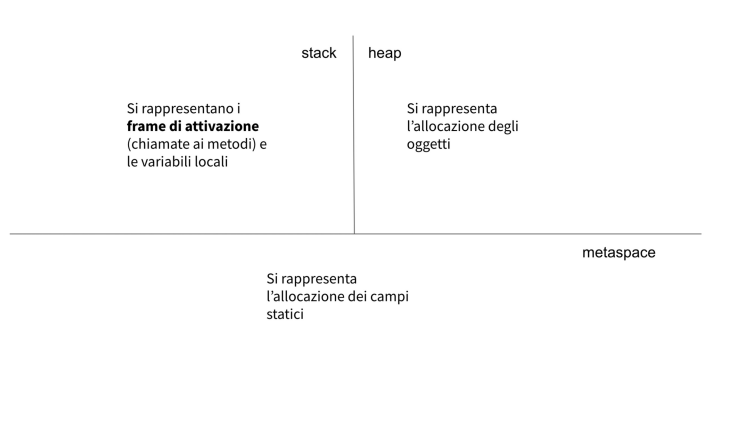 stack
heap
Si rappresentano i
frame di attivazione
(chiamate ai metodi) e
le variabili locali
Si rappresenta
l’allocazione degli
oggetti
metaspace
Si rappresenta
l’allocazione dei campi
statici